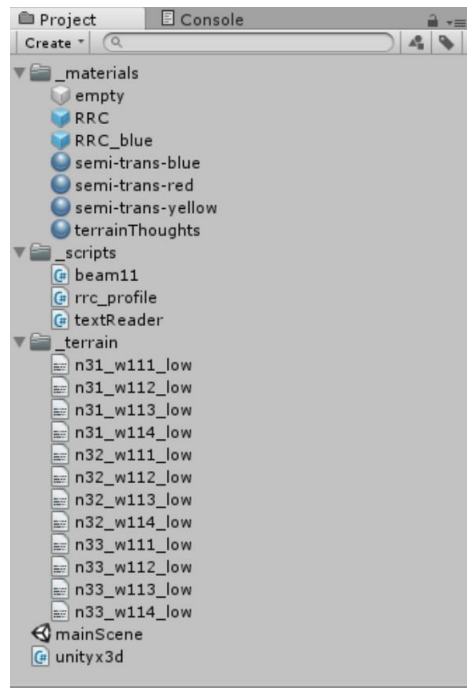 Project Console
Create
_materials
empty
RRC
RRC_blue
semi-trans-blue
semi-trans-red
semi-trans-yellow
terrainThoughts
_scripts
beam11
rrc_profile
textReader
_terrain
n31_w111_low
n31_w112_low
n31_w113_low
n31_w114_low
n32_w111_low
n32_w112_low
n32_w113_low
n32_w114_low
n33_w111_low
n33_w112_low
n33_w113_low
n33_w114_low
mainScene
unityx3d